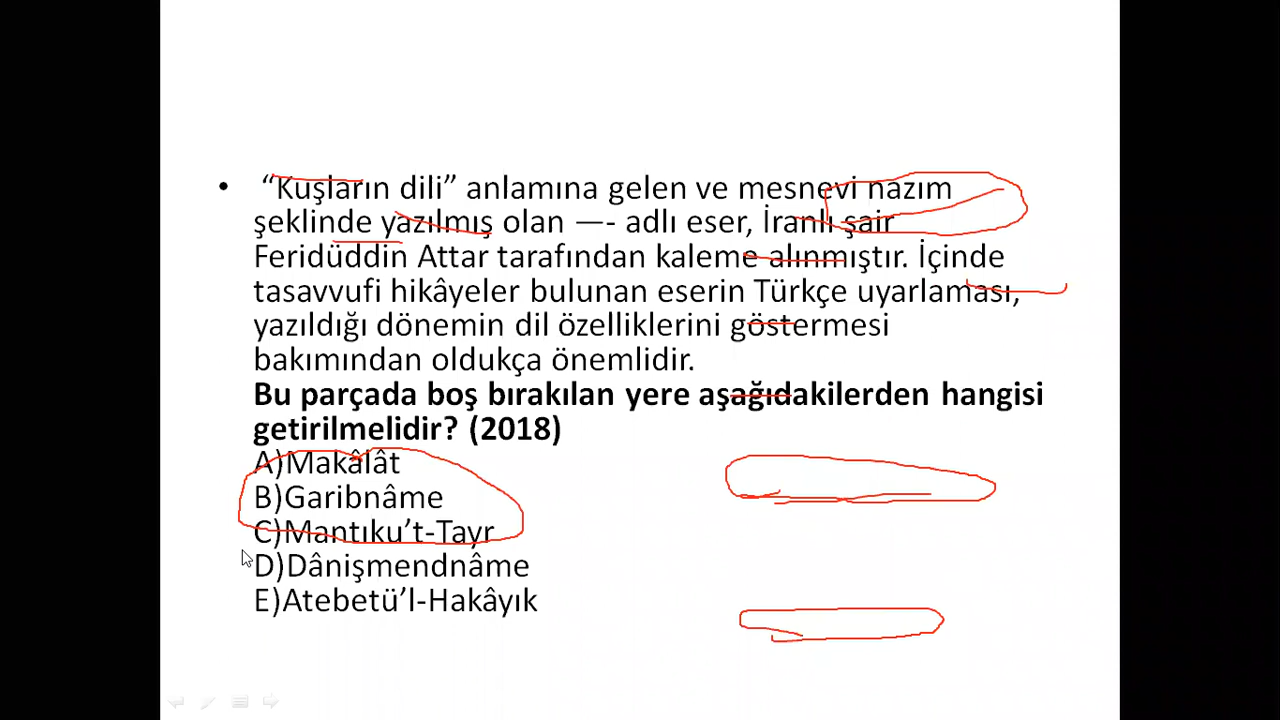 • “Kuşların dili” anlamına gelen ve mesnevi nazım
şeklinde yazılmış olan —- adlı eser, İranlı şair
Feridüddin Attar tarafından kaleme alınmıştır. İçinde
tasavvufi hikâyeler bulunan eserin Türkçe uyarlaması,
yazıldığı dönemin dil özelliklerini göstermesi
bakımından oldukça önemlidir.
Bu parçada boş bırakılan yere aşağıdakilerden hangisi
getirilmelidir? (2018)
A)Makâlât
B)Garibnâme
C)Mantıku’t-Tayr
D)Dânişmendnâme
E)Atebetü’l-Hakâyık